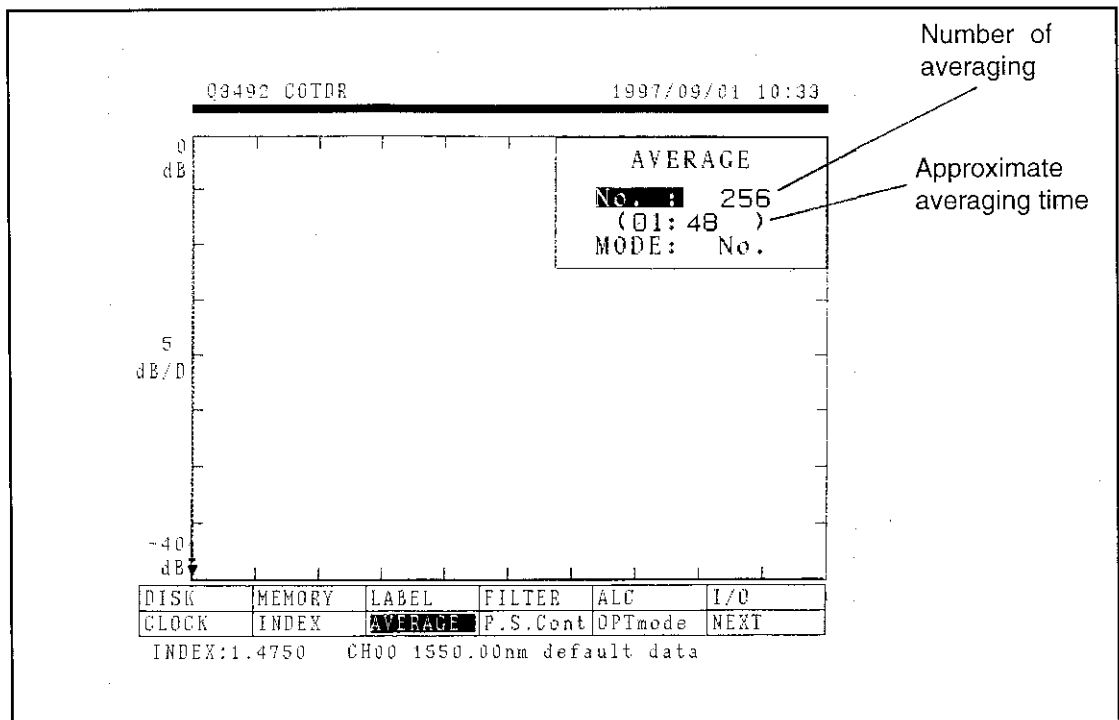 Number of
averaging
Q3492 COTDR 1997/09/01 10:33
0
dB
AVERAGE
No. : 256
(01:48 )
MODE: No.
Approximate
averaging time
5
dB/D
-40
dB
DISK MEMORY LABEL FILTER ALC I/O
CLOCK INDEX AVERAGE P.S.Cont OPTmode NEXT
INDEX:1.4750 CH00 1550.00nm default data